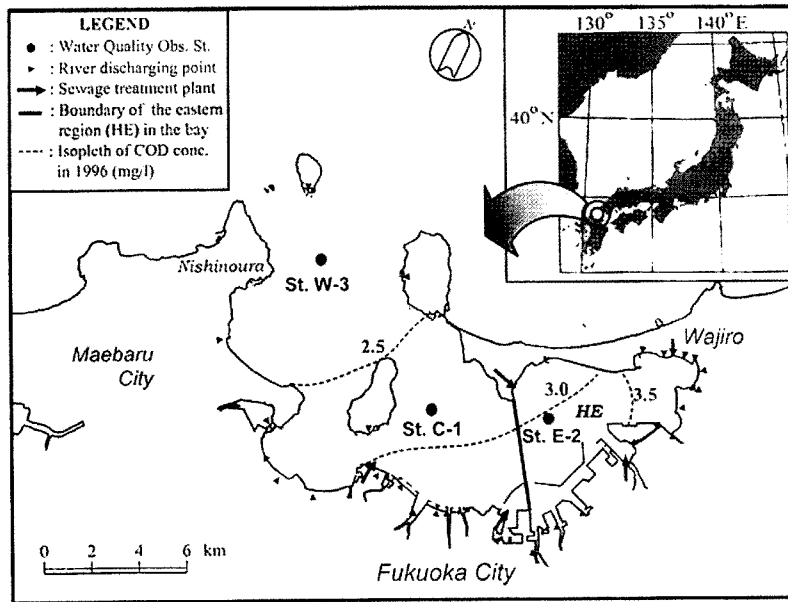 LEGEND
: Water Quality Obs. St.
: River discharging point
: Sewage treatment plant
: Boundary of the eastern
region (HE) in the bay
: Isopleth of COD conc.
in 1996 (mg/l)
N
130° 135° 140°E
40°N
Nishinoura
St. W-3
Maebaru
City
2.5
Wajiro
3.0
3.5
HE
St. C-1
St. E-2
0 2 4 6 km
Fukuoka City